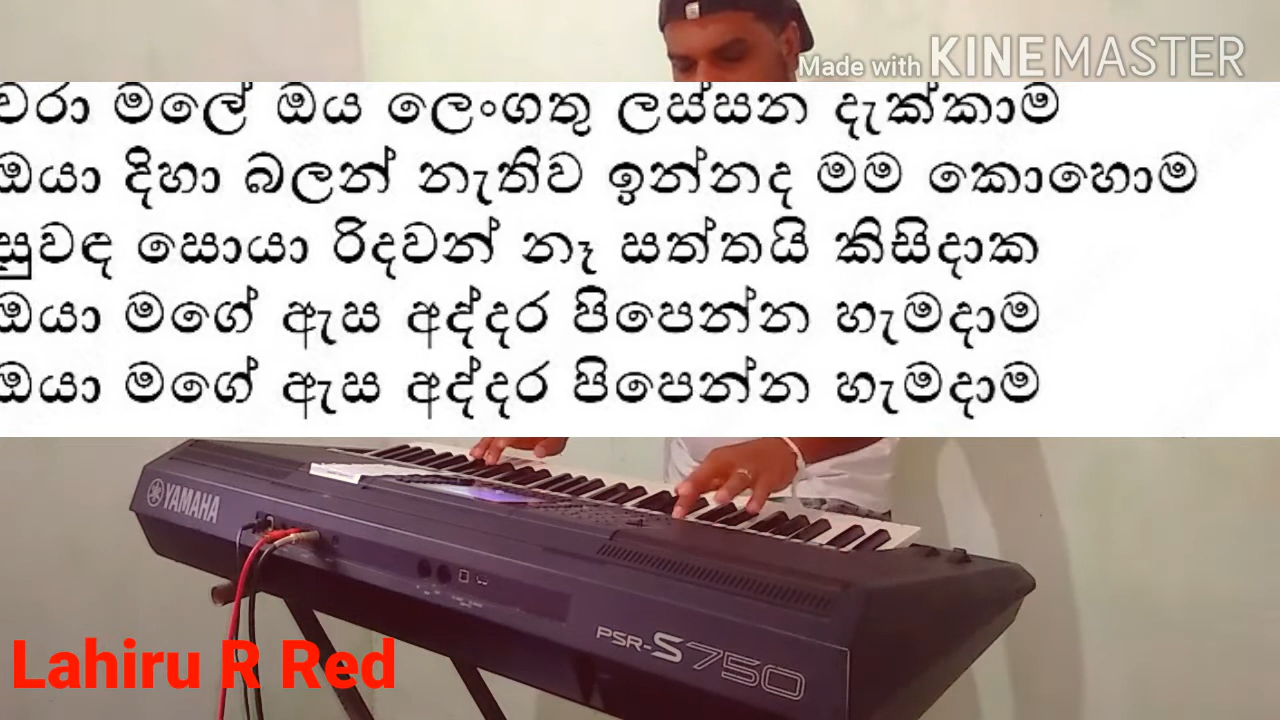 Made with KINEMASTER
වරා මලේ ඔය ලෙංගතු ලස්සන දැක්කාම
ඔයා දිහා බලන් නැතිව ඉන්නද මම කොහොම
සුවඳ සොයා රිදවන් නෑ සත්තයි කිසිදාක
ඔයා මගේ ඇස අද්දර පිපෙන්න හැමදාම
ඔයා මගේ ඇස අද්දර පිපෙන්න හැමදාම
YAMAHA
PSR-S750
Lahiru R Red